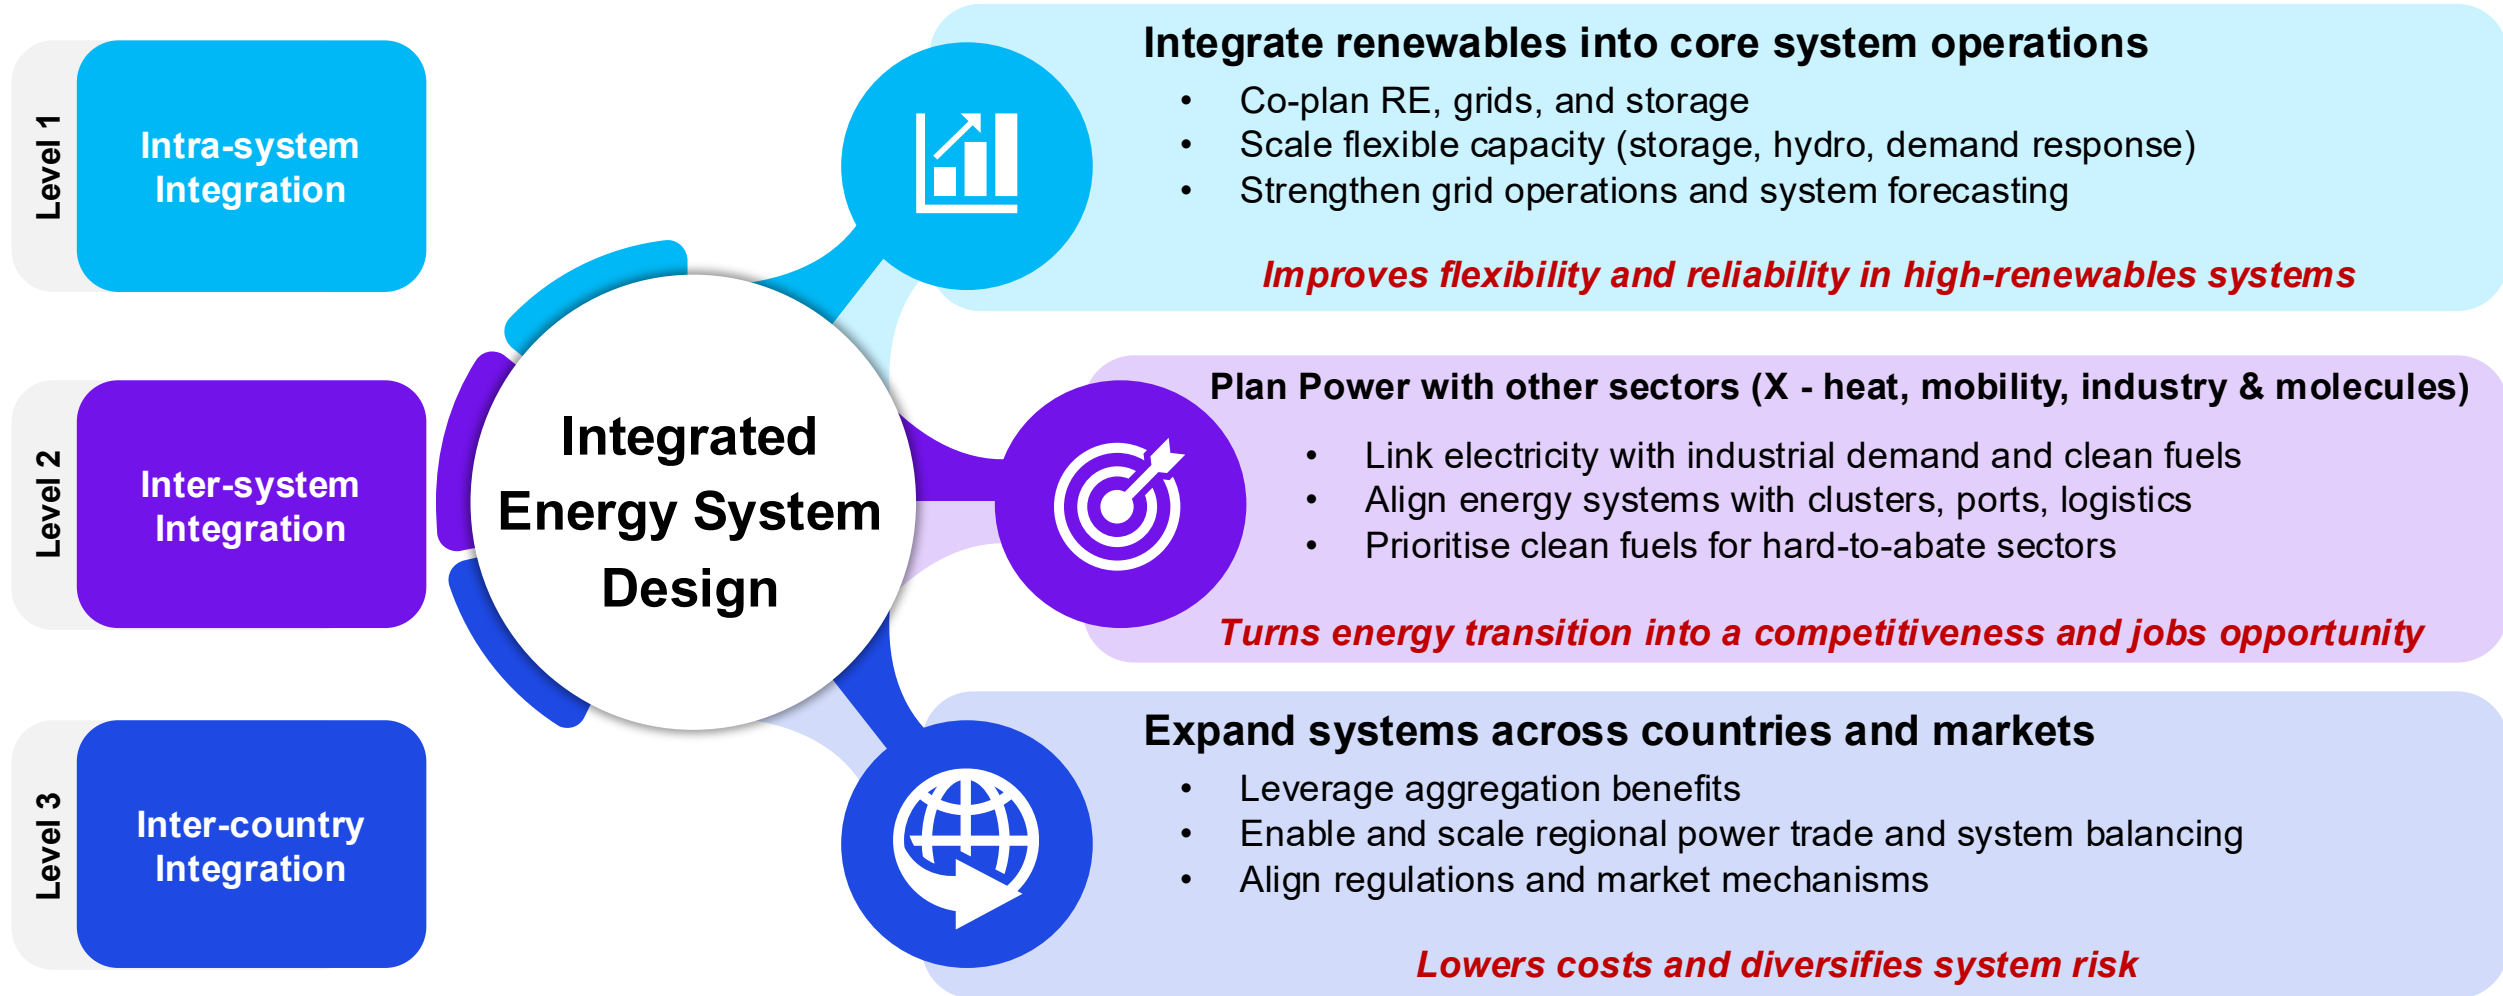 Level 1
Intra-system
Integration
Integrate renewables into core system operations
• Co-plan RE, grids, and storage
• Scale flexible capacity (storage, hydro, demand response)
• Strengthen grid operations and system forecasting
Improves flexibility and reliability in high-renewables systems
Integrated
Energy System
Design
Level 2
Inter-system
Integration
Plan Power with other sectors (X - heat, mobility, industry & molecules)
• Link electricity with industrial demand and clean fuels
• Align energy systems with clusters, ports, logistics
• Prioritise clean fuels for hard-to-abate sectors
Turns energy transition into a competitiveness and jobs opportunity
Level 3
Inter-country
Integration
Expand systems across countries and markets
• Leverage aggregation benefits
• Enable and scale regional power trade and system balancing
• Align regulations and market mechanisms
Lowers costs and diversifies system risk